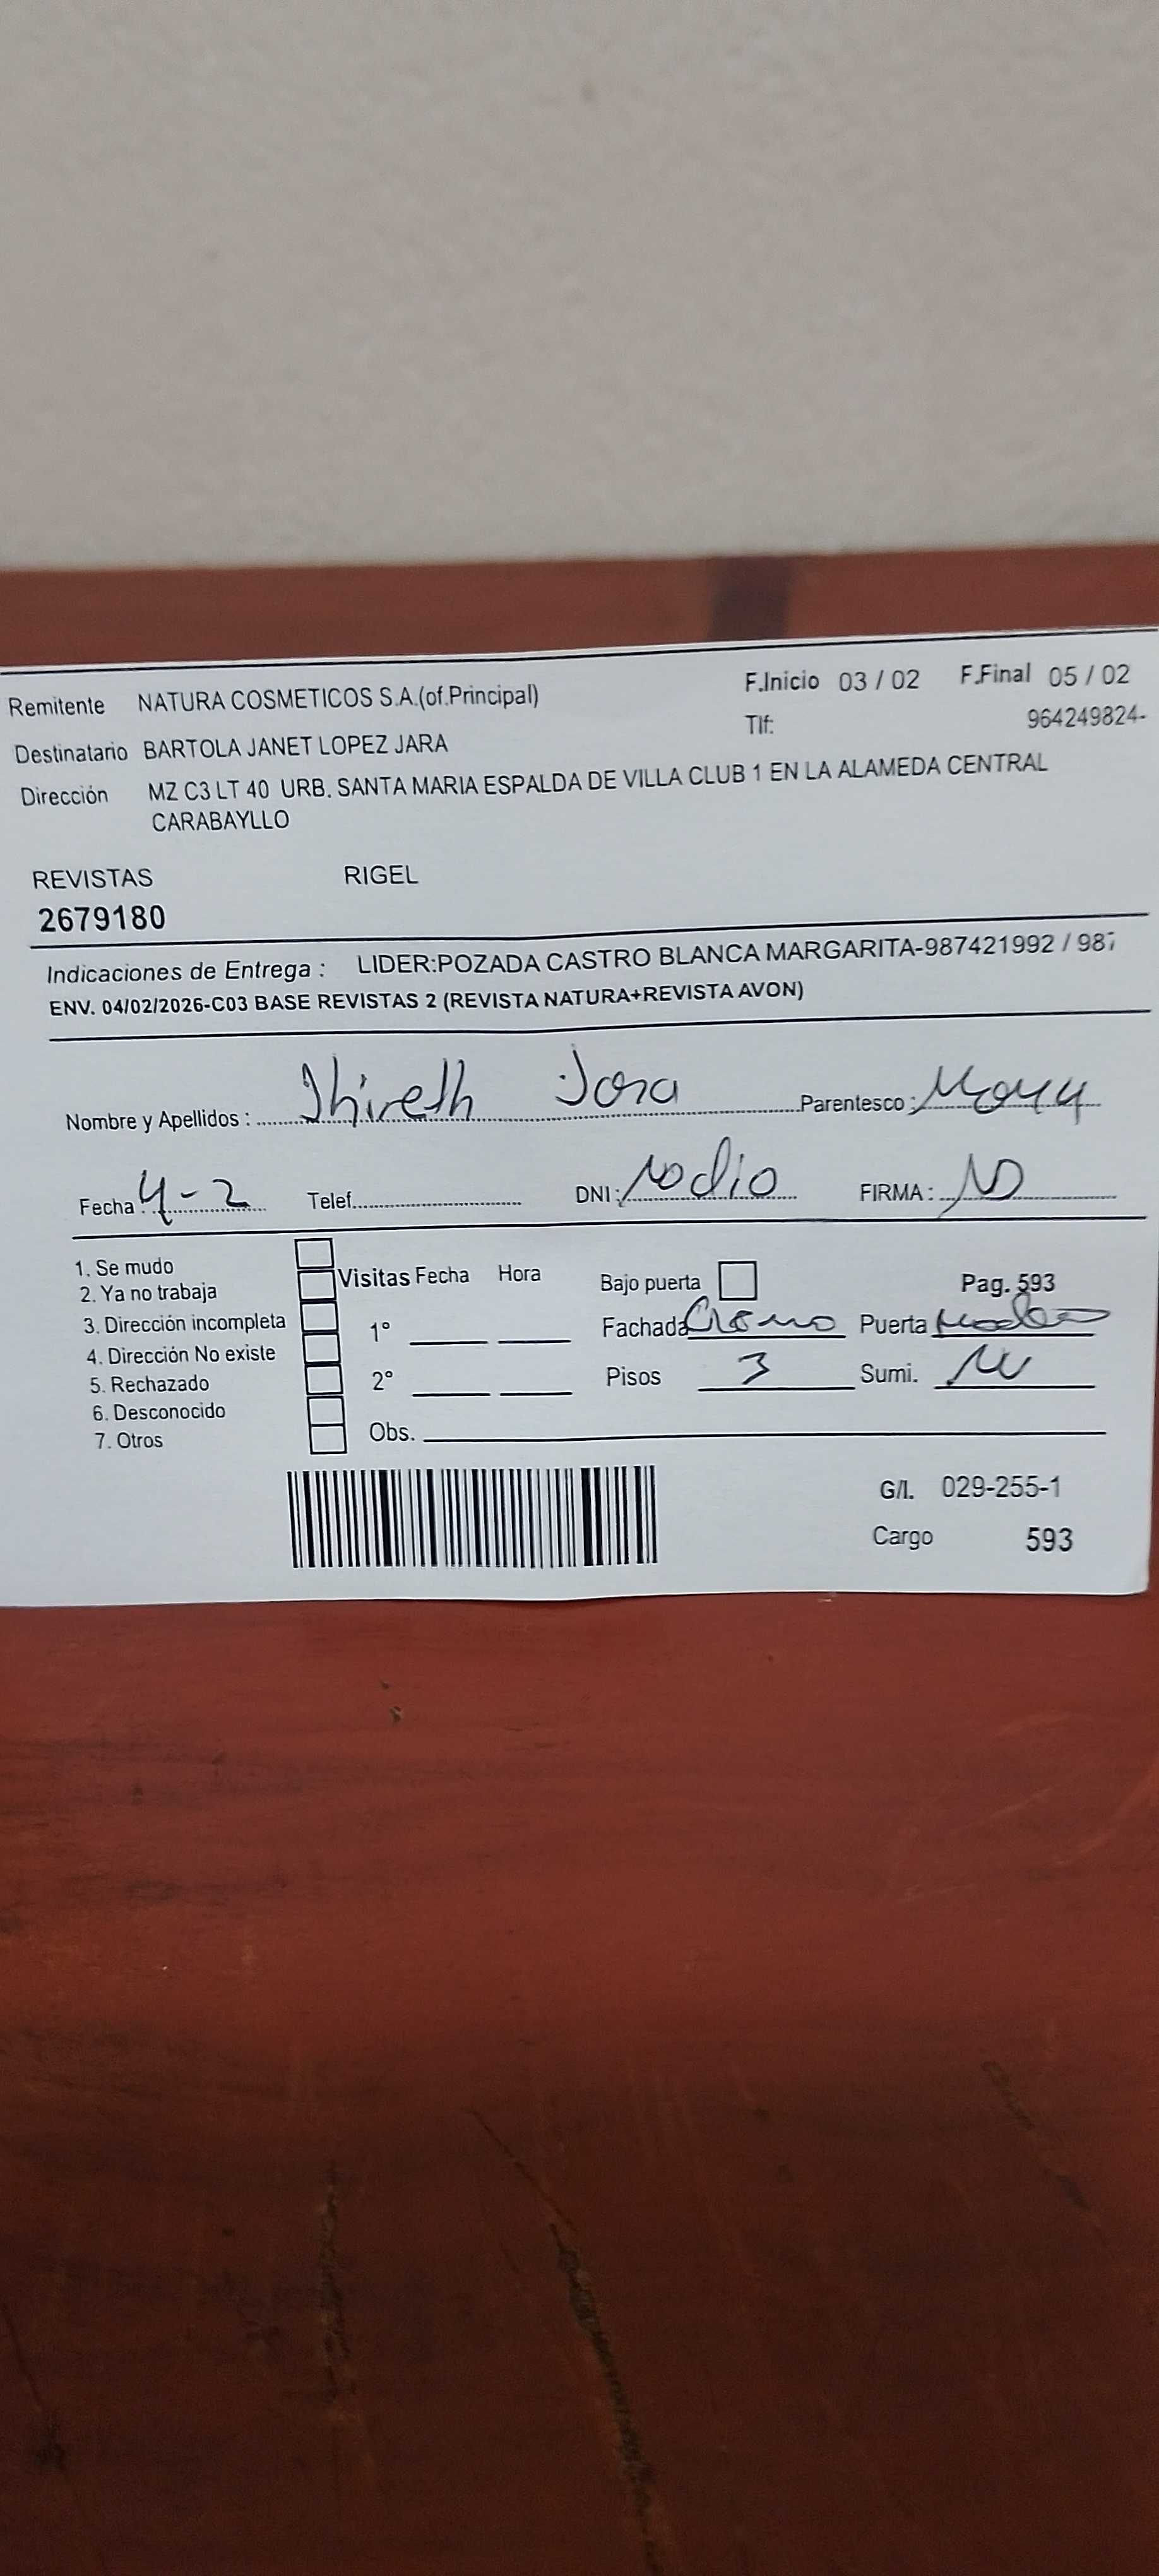 Remitente NATURA COSMETICOS S.A.(of.Principal) F.Inicio 03 / 02 F.Final 05 / 02
Tlf: 964249824-
Destinatario BARTOLA JANET LOPEZ JARA
Dirección MZ C3 LT 40 URB. SANTA MARIA ESPALDA DE VILLA CLUB 1 EN LA ALAMEDA CENTRAL
CARABAYLLO
REVISTAS RIGEL
2679180
Indicaciones de Entrega : LIDER:POZADA CASTRO BLANCA MARGARITA-987421992 / 987
ENV. 04/02/2026-C03 BASE REVISTAS 2 (REVISTA NATURA+REVISTA AVON)
Nombre y Apellidos : Jara Parentesco :
Fecha : 4-2 Telef. DNI : no dio FIRMA :
1. Se mudo
2. Ya no trabaja Visitas Fecha Hora Bajo puerta Pag. 593
3. Dirección incompleta 1° Fachada Cremo Puerta
4. Dirección No existe
5. Rechazado 2° Pisos 3 Sumi.
6. Desconocido
7. Otros Obs.
G/I. 029-255-1
Cargo 593